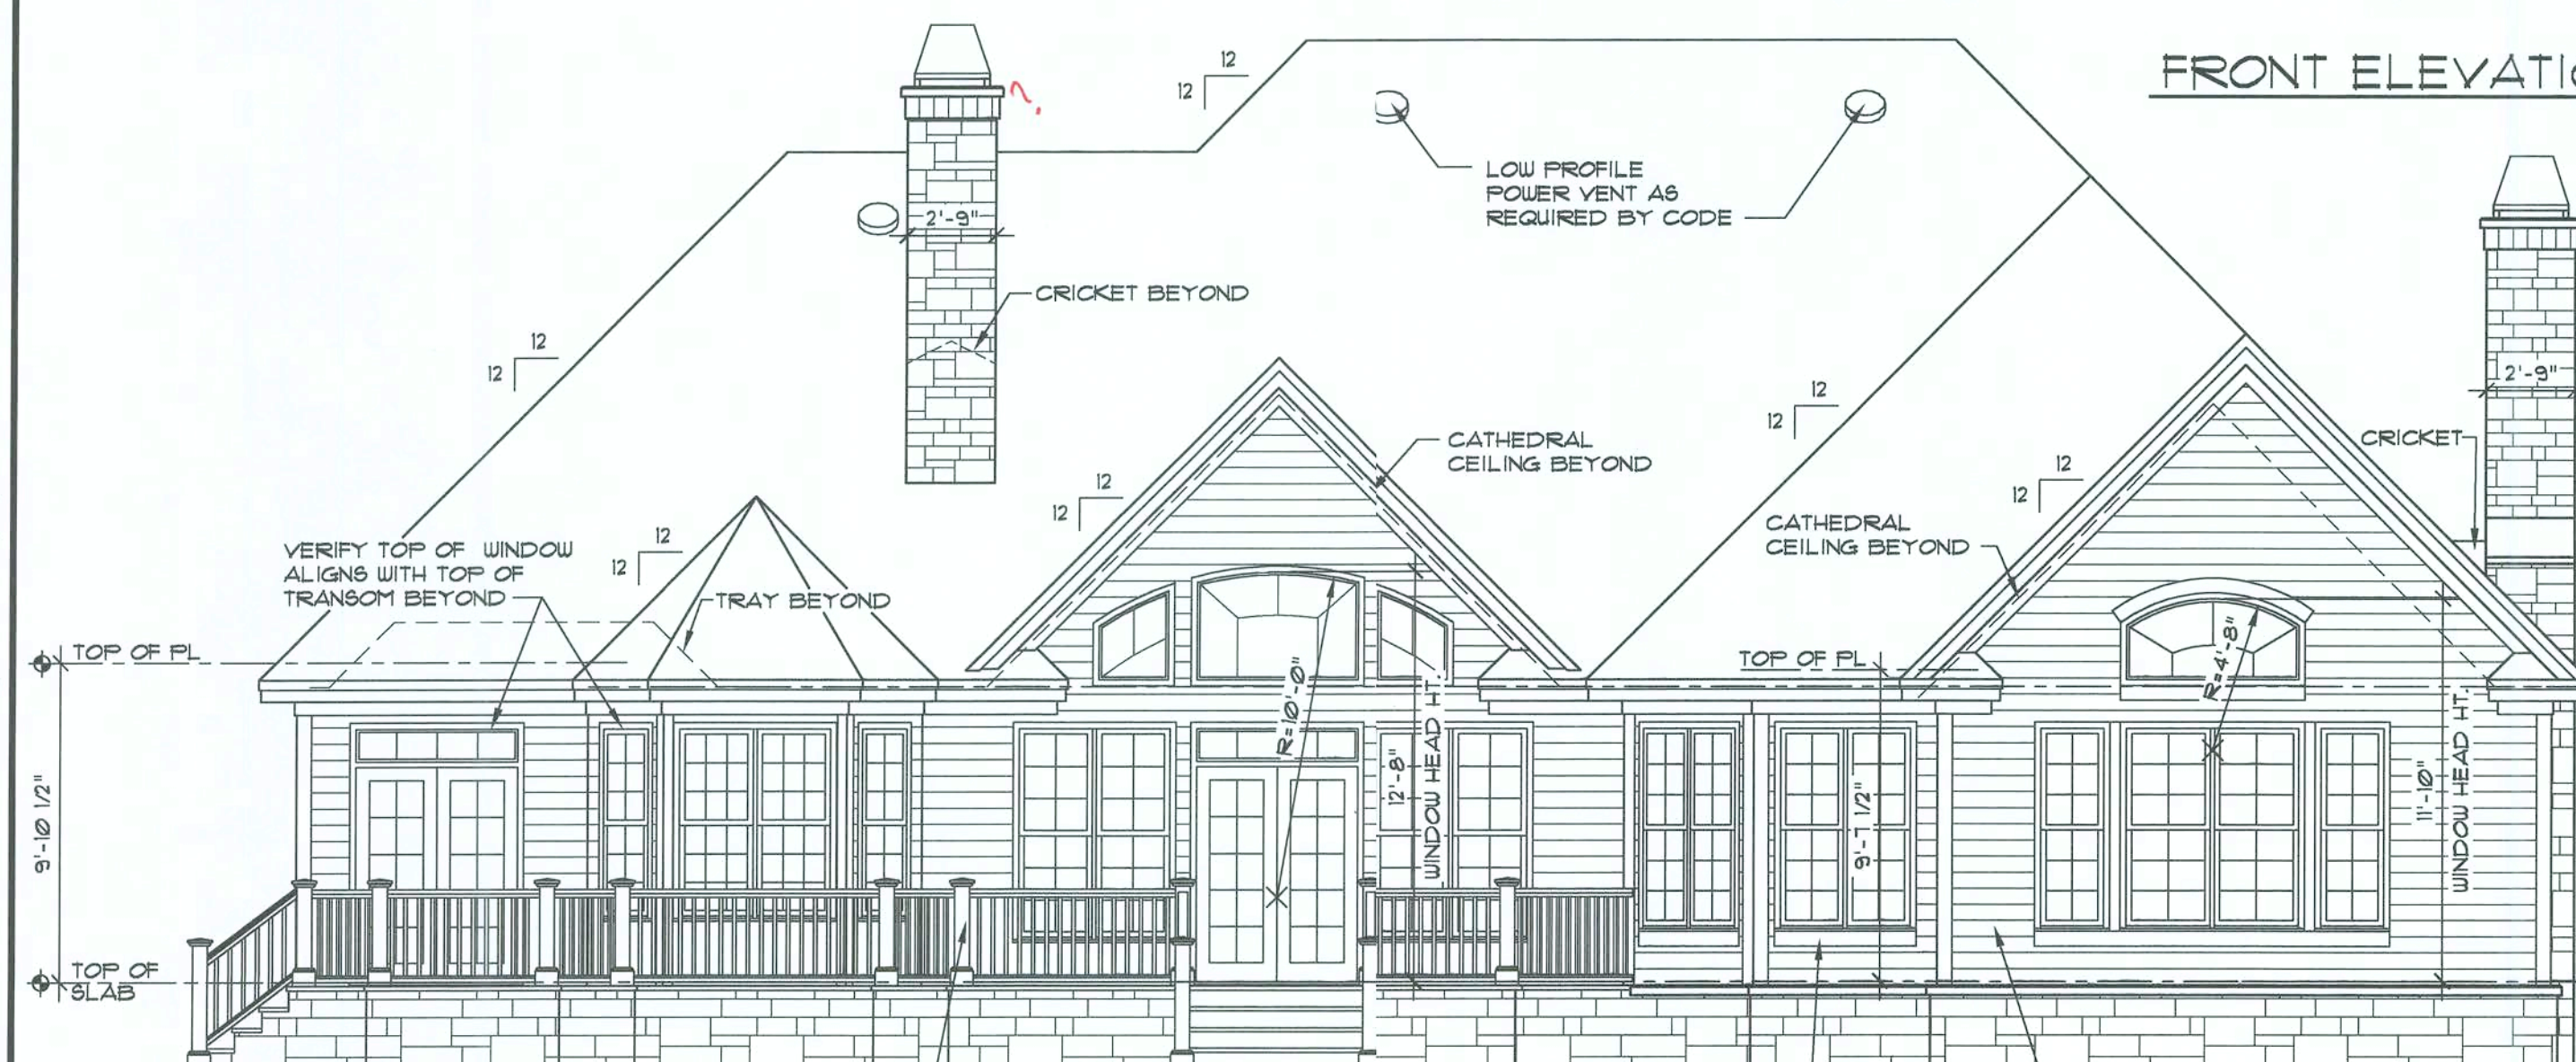 12
12
FRONT ELEVATI
?
LOW PROFILE
POWER VENT AS
REQUIRED BY CODE
2'-9"
CRICKET BEYOND
12
12
2'-9"
12
12
CATHEDRAL
CEILING BEYOND
CRICKET
12
12
12
12
CATHEDRAL
CEILING BEYOND
12
12
VERIFY TOP OF WINDOW
ALIGNS WITH TOP OF
TRANSOM BEYOND
TRAY BEYOND
TOP OF PL
TOP OF PL
R=10'-0"
R=4'-8"
9'-10 1/2"
12'-8"
WINDOW HEAD HT.
9'-7 1/2"
11'-10"
WINDOW HEAD HT.
TOP OF
SLAB